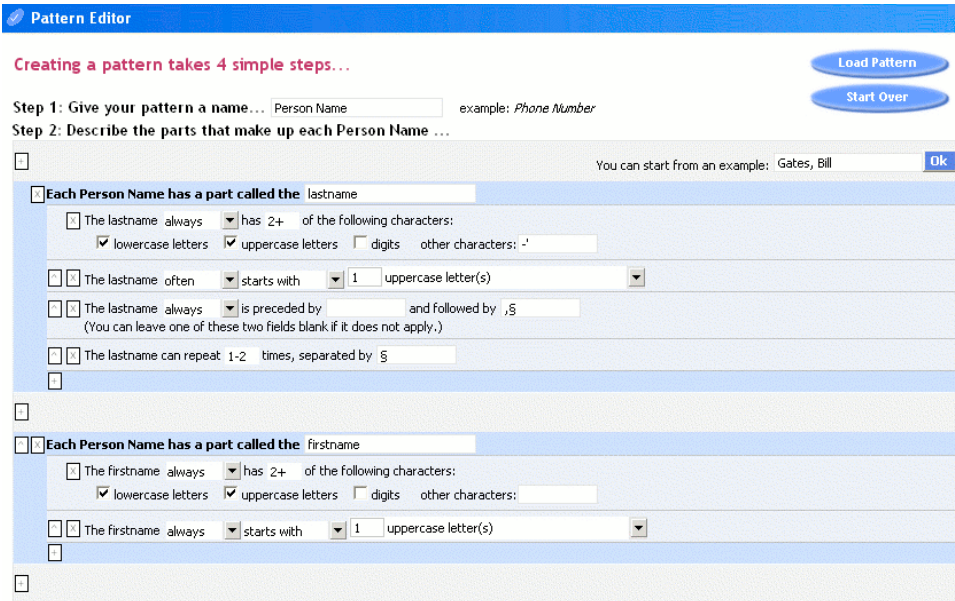 Pattern Editor
Creating a pattern takes 4 simple steps...
Load Pattern
Start Over
Step 1: Give your pattern a name... Person Name example: Phone Number
Step 2: Describe the parts that make up each Person Name ...
+ You can start from an example: Gates, Bill Ok
X Each Person Name has a part called the lastname
X The lastname always has 2+ of the following characters:
lowercase letters uppercase letters digits other characters: -'
^ X The lastname often starts with 1 uppercase letter(s)
^ X The lastname always is preceded by and followed by ,§
(You can leave one of these two fields blank if it does not apply.)
^ X The lastname can repeat 1-2 times, separated by §
+
+
^ X Each Person Name has a part called the firstname
X The firstname always has 2+ of the following characters:
lowercase letters uppercase letters digits other characters:
^ X The firstname always starts with 1 uppercase letter(s)
+
+